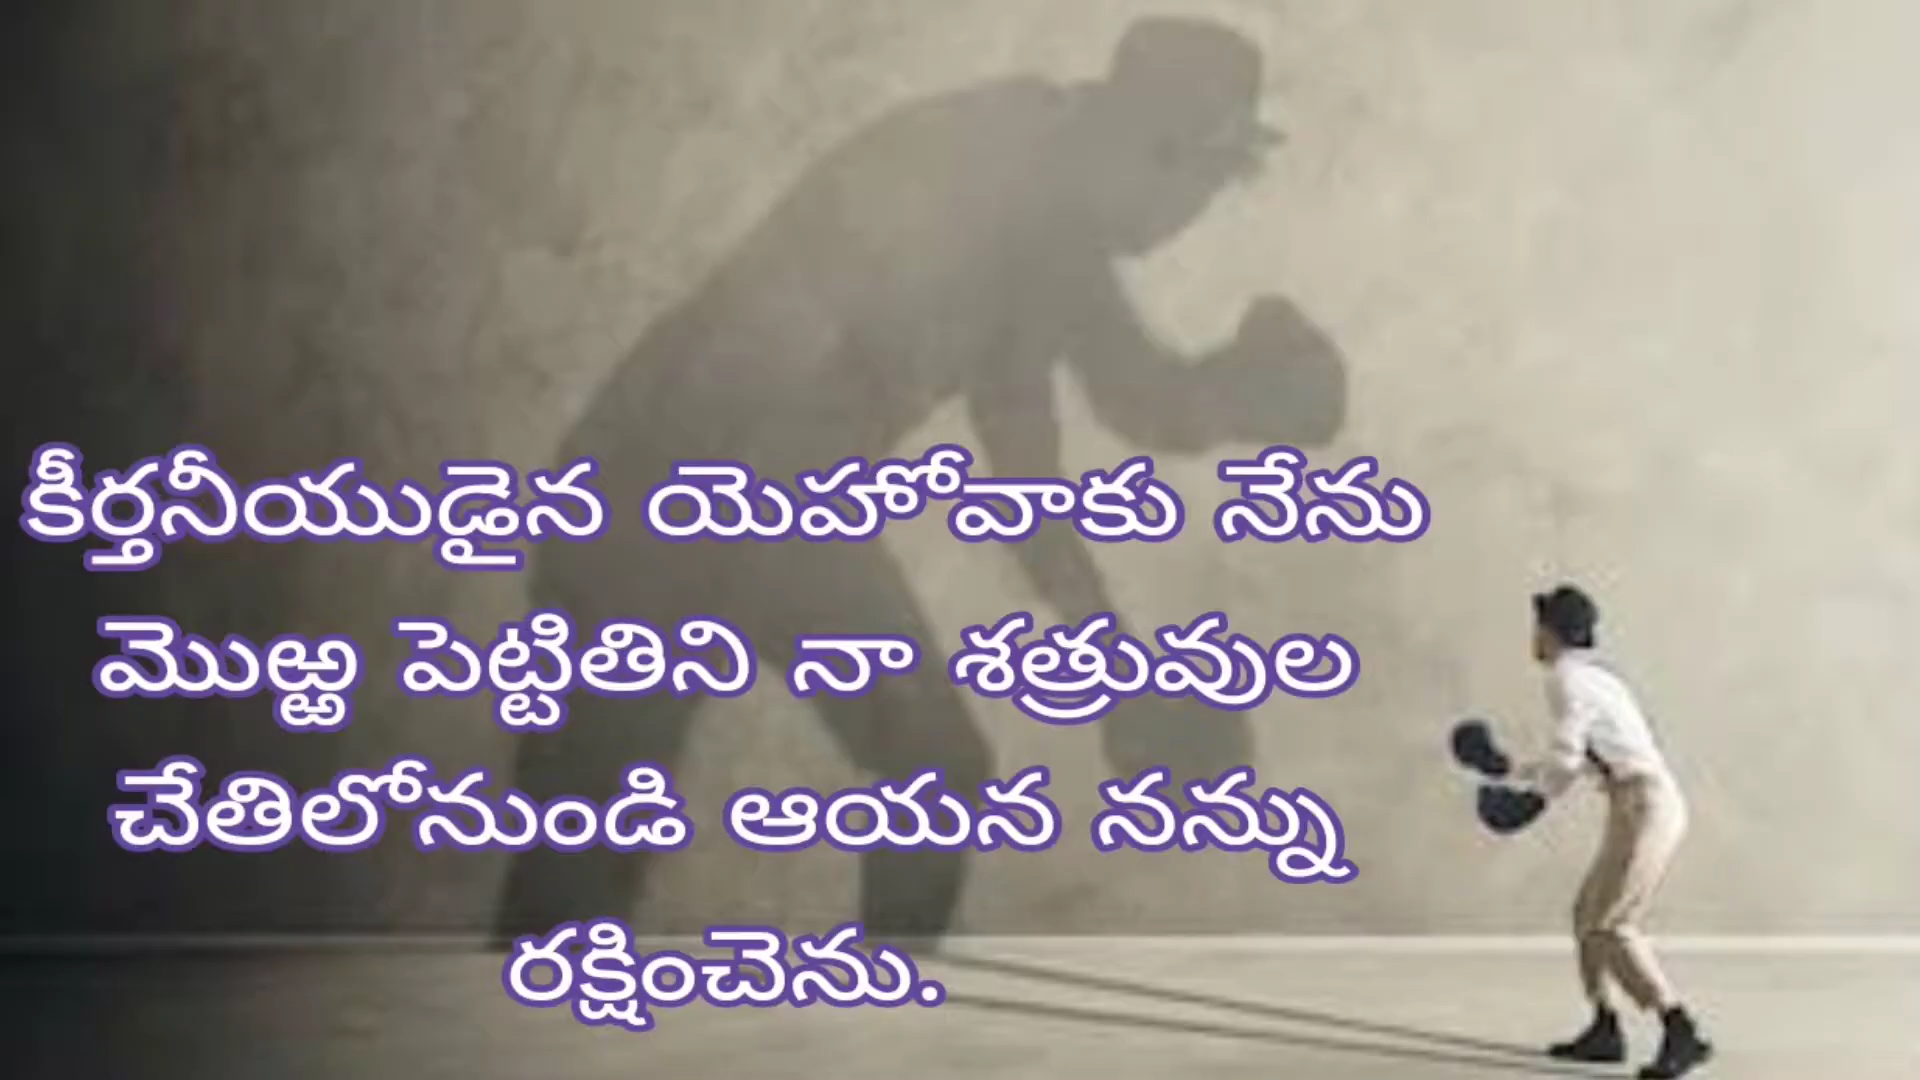 కీర్తనీయుడైన యెహోవాకు నేను
మొఱ్ఱ పెట్టితిని నా శత్రువుల
చేతిలోనుండి ఆయన నన్ను
రక్షించెను.